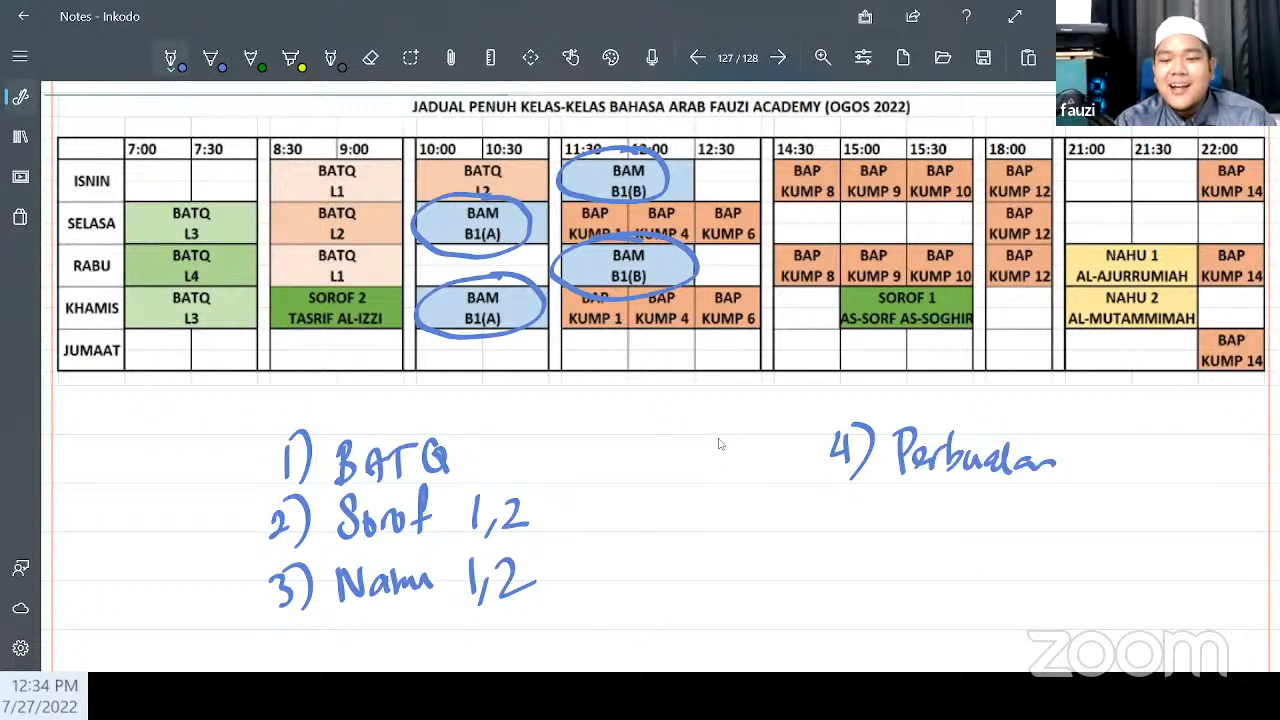 Notes - Inkodo
127 / 128
fauzi
JADUAL PENUH KELAS-KELAS BAHASA ARAB FAUZI ACADEMY (OGOS 2022)
7:00 7:30 8:30 9:00 10:00 10:30 11:30 12:00 12:30 14:30 15:00 15:30 18:00 21:00 21:30 22:00
ISNIN BATQ L1 BATQ L2 BAM B1(B) BAP KUMP 8 BAP KUMP 9 BAP KUMP 10 BAP KUMP 12 BAP KUMP 14
SELASA BATQ L3 BATQ L2 BAM B1(A) BAP KUMP 1 BAP KUMP 4 BAP KUMP 6 BAP KUMP 12
RABU BATQ L4 BATQ L1 BAM B1(B) BAP KUMP 8 BAP KUMP 9 BAP KUMP 10 BAP KUMP 12 NAHU 1 AL-AJURRUMIAH BAP KUMP 14
KHAMIS BATQ L3 SOROF 2 TASRIF AL-IZZI BAM B1(A) BAP KUMP 1 BAP KUMP 4 BAP KUMP 6 SOROF 1 AS-SORF AS-SOGHIR NAHU 2 AL-MUTAMMIMAH
JUMAAT BAP KUMP 14
1) BATQ
2) Sorof 1,2
3) Nahu 1,2
4) Perbualan
zoom
12:34 PM
7/27/2022